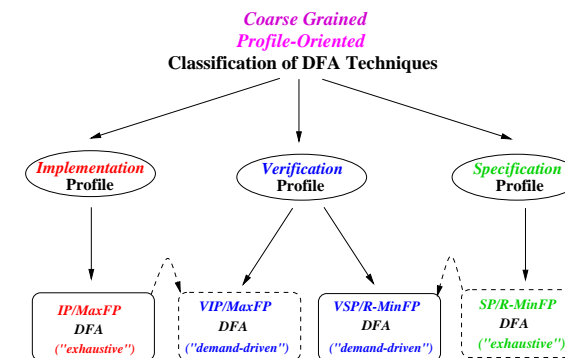 Coarse Grained
Profile-Oriented
Classification of DFA Techniques
Implementation
Profile
Verification
Profile
Specification
Profile
IP/MaxFP
DFA
("exhaustive")
VIP/MaxFP
DFA
("demand-driven")
VSP/R-MinFP
DFA
("demand-driven")
SP/R-MinFP
DFA
("exhaustive")